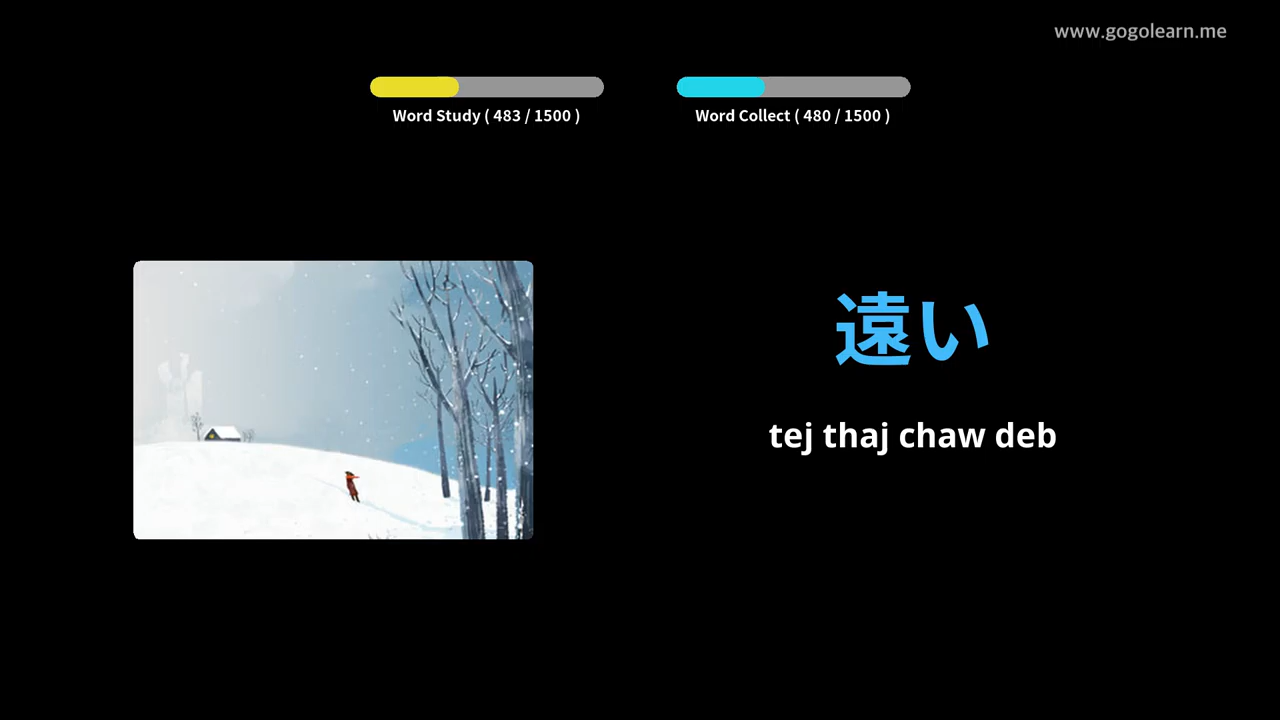 www.gogolearn.me
Word Study ( 483 / 1500 )
Word Collect ( 480 / 1500 )
遠い
tej thaj chaw deb